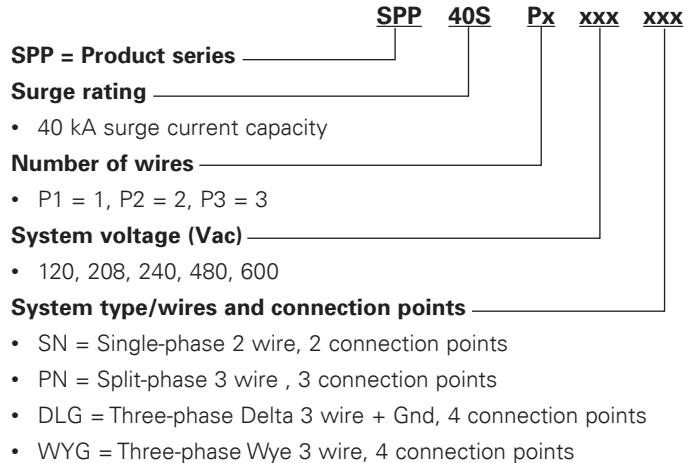 SPP 40S Px xxx xxx
SPP = Product series
Surge rating
• 40 kA surge current capacity
Number of wires
• P1 = 1, P2 = 2, P3 = 3
System voltage (Vac)
• 120, 208, 240, 480, 600
System type/wires and connection points
• SN = Single-phase 2 wire, 2 connection points
• PN = Split-phase 3 wire , 3 connection points
• DLG = Three-phase Delta 3 wire + Gnd, 4 connection points
• WYG = Three-phase Wye 3 wire, 4 connection points